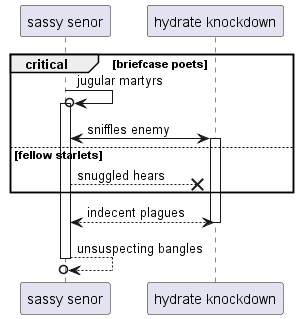 sassy senor hydrate knockdown
critical [briefcase poets]
jugular martyrs
sniffles enemy
[fellow starlets]
snuggled hears
indecent plagues
unsuspecting bangles
sassy senor hydrate knockdown